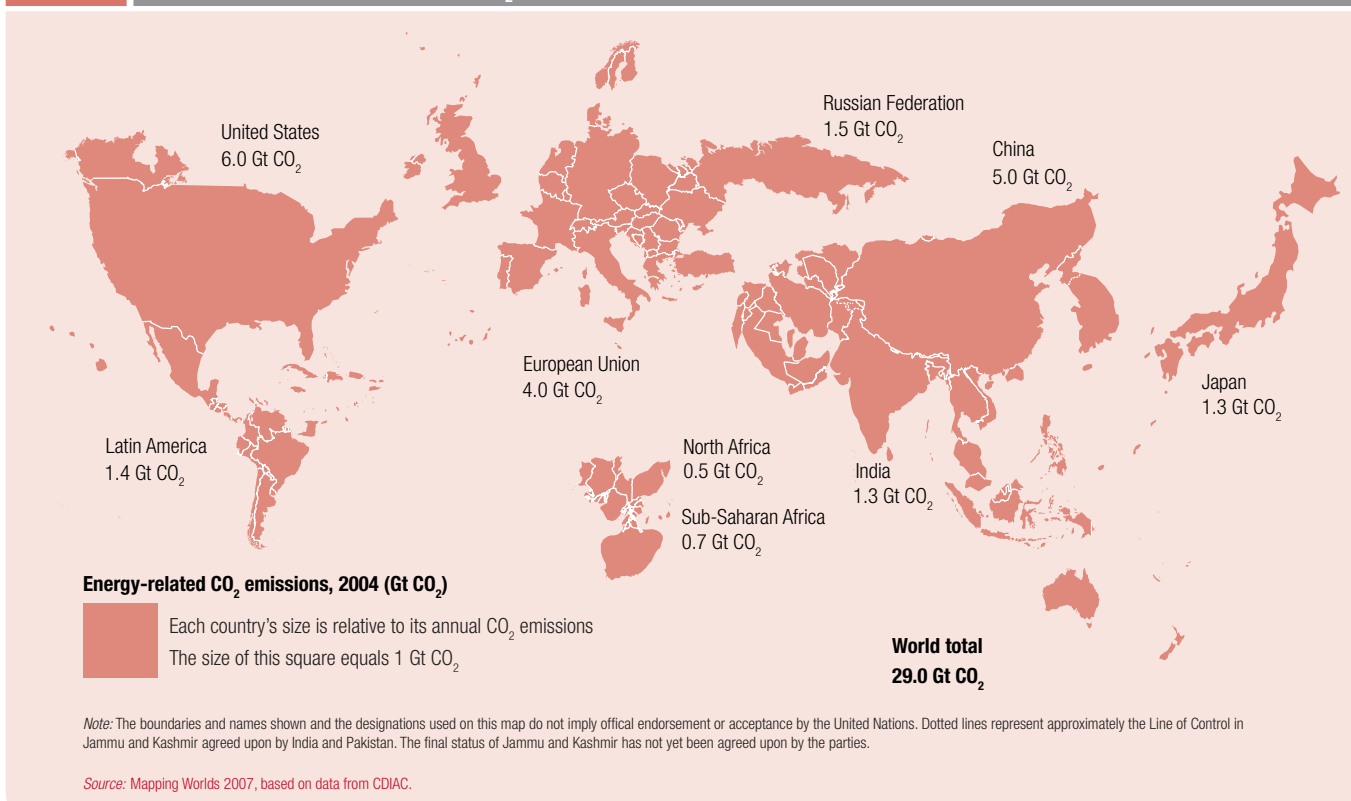 United States
6.0 Gt CO₂
Russian Federation
1.5 Gt CO₂
China
5.0 Gt CO₂
European Union
4.0 Gt CO₂
Japan
1.3 Gt CO₂
Latin America
1.4 Gt CO₂
North Africa
0.5 Gt CO₂
India
1.3 Gt CO₂
Sub-Saharan Africa
0.7 Gt CO₂
Energy-related CO₂ emissions, 2004 (Gt CO₂)
Each country's size is relative to its annual CO₂ emissions
The size of this square equals 1 Gt CO₂
World total
29.0 Gt CO₂
Note: The boundaries and names shown and the designations used on this map do not imply offical endorsement or acceptance by the United Nations. Dotted lines represent approximately the Line of Control in
Jammu and Kashmir agreed upon by India and Pakistan. The final status of Jammu and Kashmir has not yet been agreed upon by the parties.
Source: Mapping Worlds 2007, based on data from CDIAC.